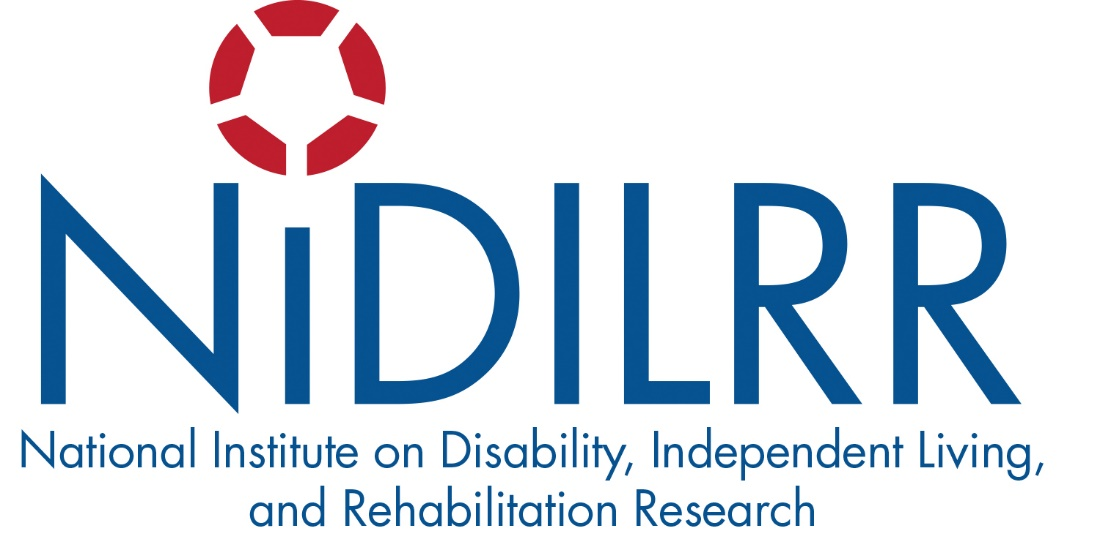 NiDILRR
National Institute on Disability, Independent Living,
and Rehabilitation Research